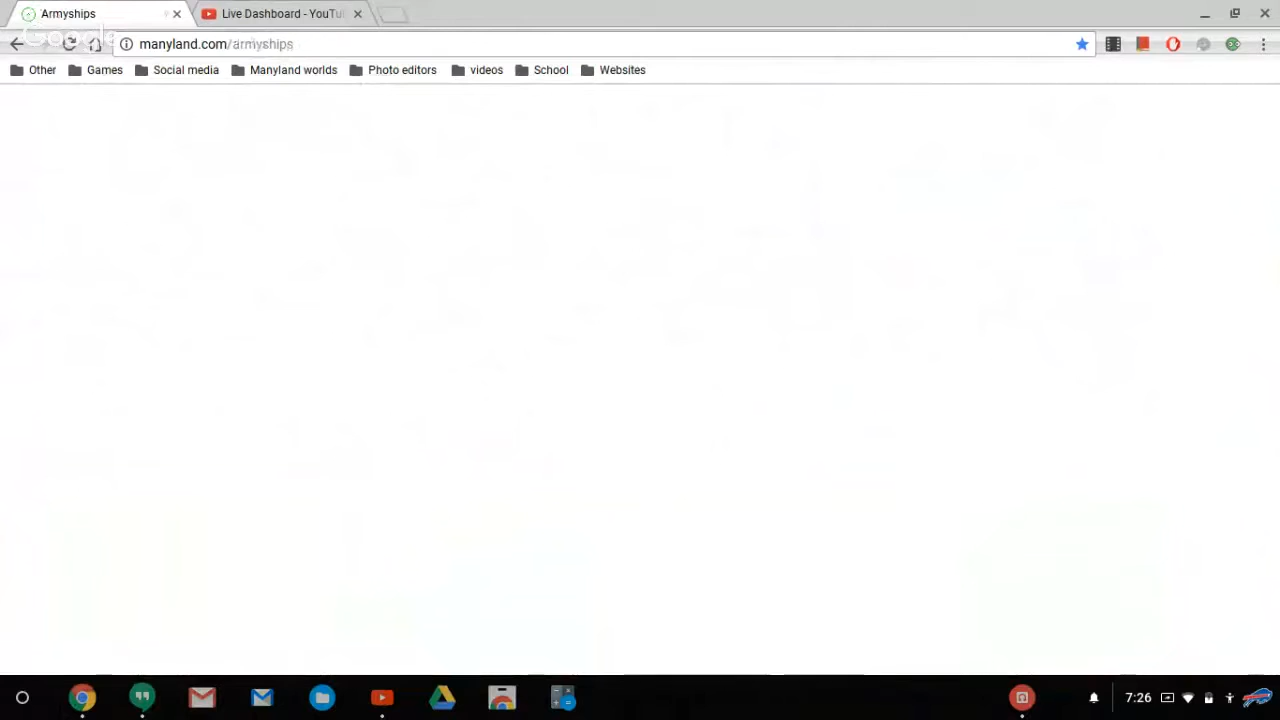 Armyships
Live Dashboard - YouTu
Google
manyland.com/armyships
Other
Games
Social media
Manyland worlds
Photo editors
videos
School
Websites
7:26